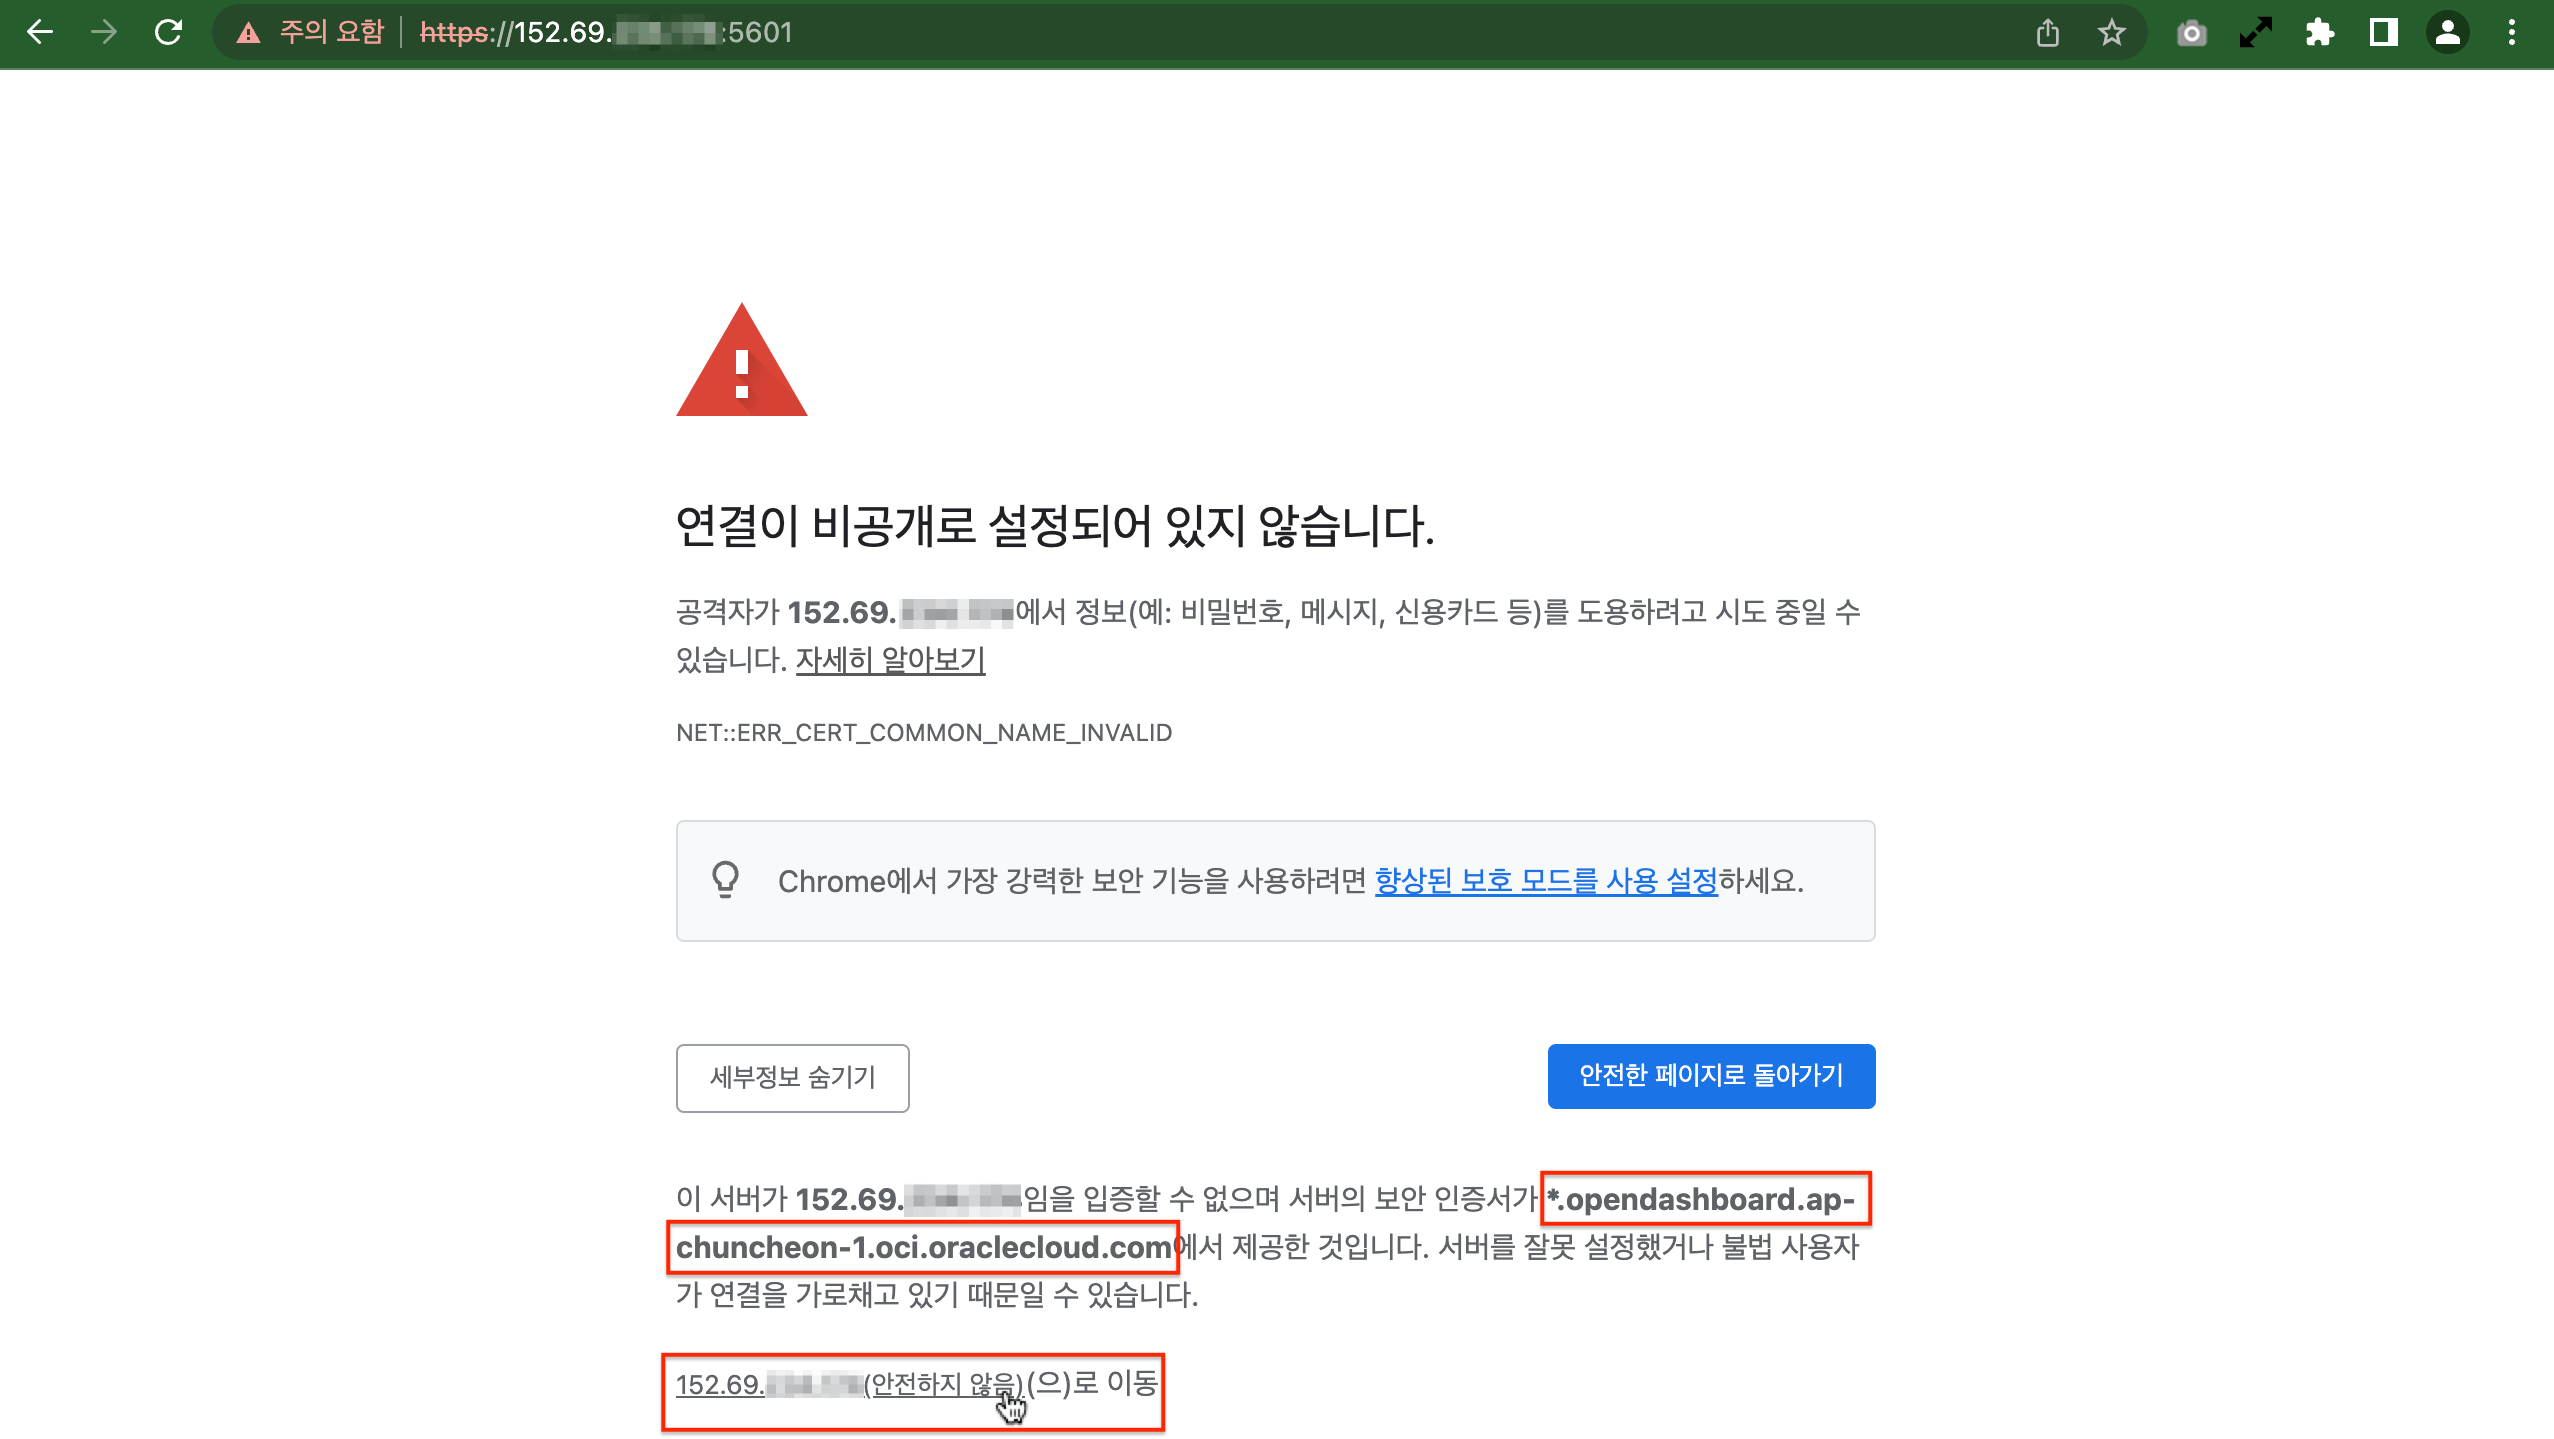 주의 요함 https://152.69. :5601
연결이 비공개로 설정되어 있지 않습니다.
공격자가 152.69. 에서 정보(예: 비밀번호, 메시지, 신용카드 등)를 도용하려고 시도 중일 수
있습니다. 자세히 알아보기
NET::ERR_CERT_COMMON_NAME_INVALID
Chrome에서 가장 강력한 보안 기능을 사용하려면 향상된 보호 모드를 사용 설정하세요.
세부정보 숨기기
안전한 페이지로 돌아가기
이 서버가 152.69. 임을 입증할 수 없으며 서버의 보안 인증서가 *.opendashboard.ap-
chuncheon-1.oci.oraclecloud.com에서 제공한 것입니다. 서버를 잘못 설정했거나 불법 사용자
가 연결을 가로채고 있기 때문일 수 있습니다.
152.69. (안전하지 않음)(으)로 이동